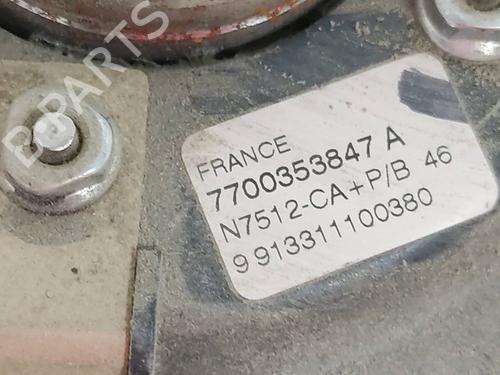 B-PARTS
FRANCE
7700353847 A
N7512-CA+P/B 46
9 913311100380